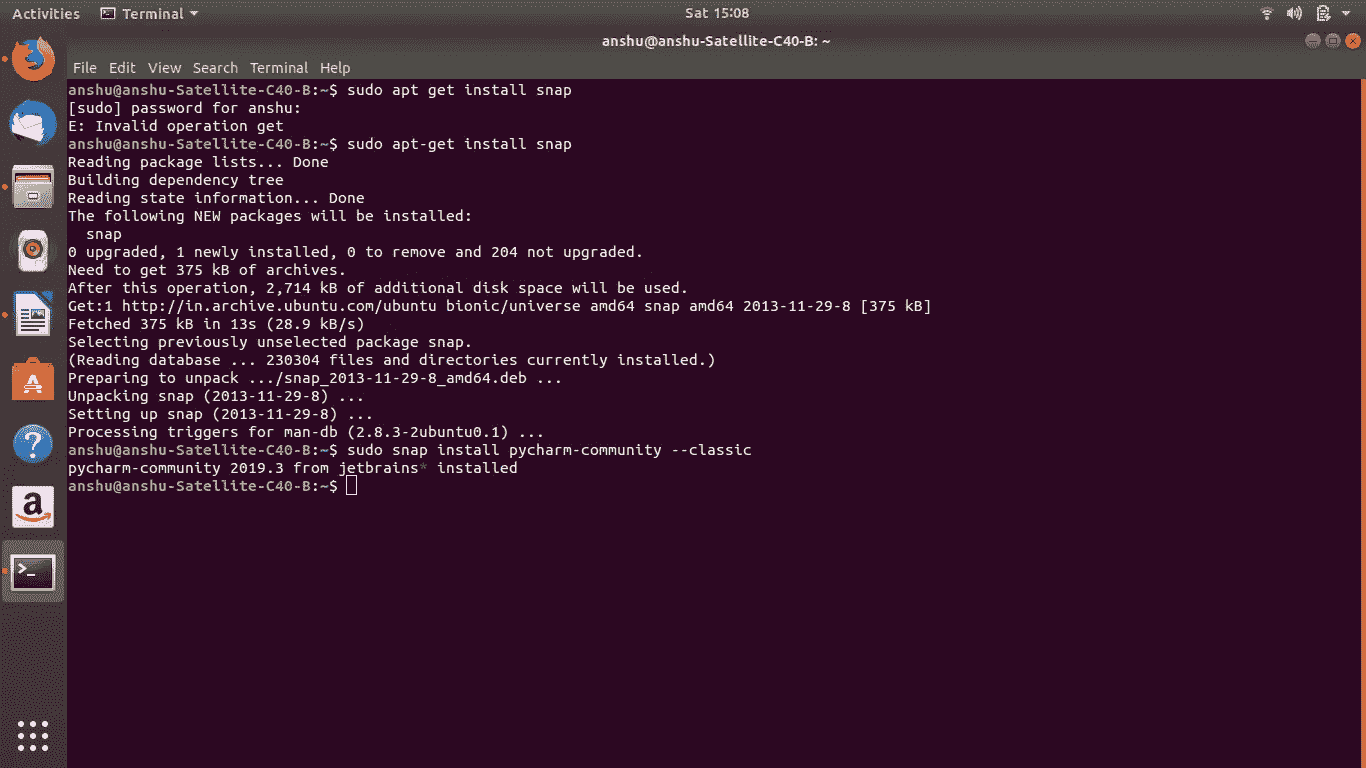 Activities Terminal Sat 15:08
anshu@anshu-Satellite-C40-B: ~
File Edit View Search Terminal Help
anshu@anshu-Satellite-C40-B:~$ sudo apt get install snap
[sudo] password for anshu:
E: Invalid operation get
anshu@anshu-Satellite-C40-B:~$ sudo apt-get install snap
Reading package lists... Done
Building dependency tree
Reading state information... Done
The following NEW packages will be installed:
  snap
0 upgraded, 1 newly installed, 0 to remove and 204 not upgraded.
Need to get 375 kB of archives.
After this operation, 2,714 kB of additional disk space will be used.
Get:1 http://in.archive.ubuntu.com/ubuntu bionic/universe amd64 snap amd64 2013-11-29-8 [375 kB]
Fetched 375 kB in 13s (28.9 kB/s)
Selecting previously unselected package snap.
(Reading database ... 230304 files and directories currently installed.)
Preparing to unpack .../snap_2013-11-29-8_amd64.deb ...
Unpacking snap (2013-11-29-8) ...
Setting up snap (2013-11-29-8) ...
Processing triggers for man-db (2.8.3-2ubuntu0.1) ...
anshu@anshu-Satellite-C40-B:~$ sudo snap install pycharm-community --classic
pycharm-community 2019.3 from jetbrains* installed
anshu@anshu-Satellite-C40-B:~$